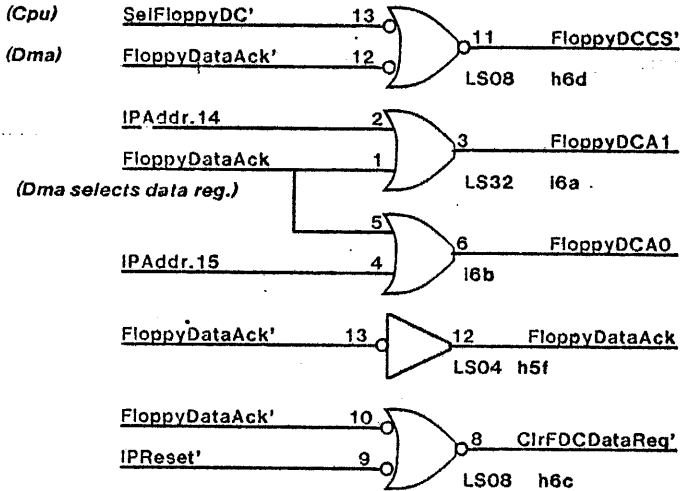 (Cpu) SelFloppyDC' 13 11 FloppyDCCS'
(Dma) FloppyDataAck' 12 LS08 h6d
IPAddr.14 2 3 FloppyDCA1
FloppyDataAck 1 LS32 i6a
(Dma selects data reg.)
5 6 FloppyDCA0
IPAddr.15 4 i6b
FloppyDataAck' 13 12 FloppyDataAck
LS04 h5f
FloppyDataAck' 10 8 ClrFDCDataReq'
IPReset' 9 LS08 h6c